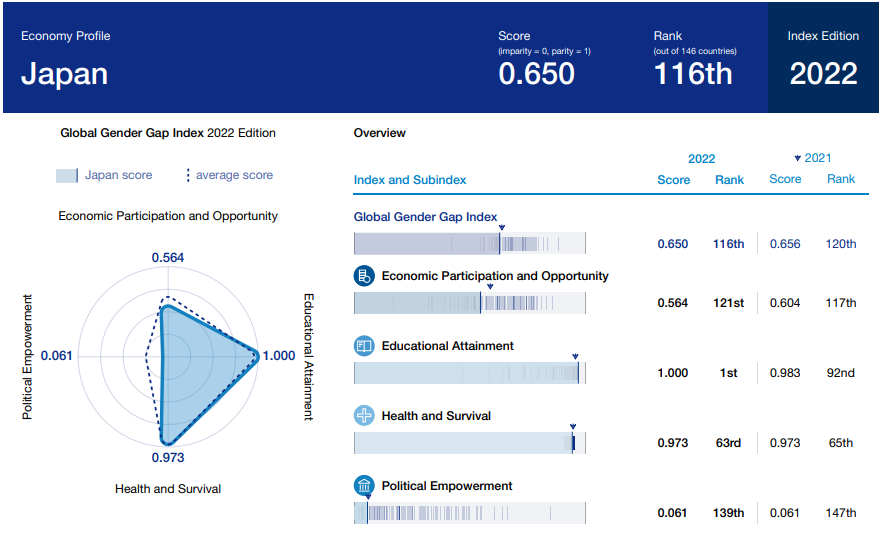 Economy Profile
Japan
Score
(imparity = 0, parity = 1)
0.650
Rank
(out of 146 countries)
116th
Index Edition
2022
Global Gender Gap Index 2022 Edition
Japan score
average score
Economic Participation and Opportunity
0.564
Political Empowerment
0.061
1.000
Educational Attainment
0.973
Health and Survival
Overview
2022
2021
Index and Subindex
Score Rank Score Rank
Global Gender Gap Index
0.650 116th 0.656 120th
Economic Participation and Opportunity
0.564 121st 0.604 117th
Educational Attainment
1.000 1st 0.983 92nd
Health and Survival
0.973 63rd 0.973 65th
Political Empowerment
0.061 139th 0.061 147th